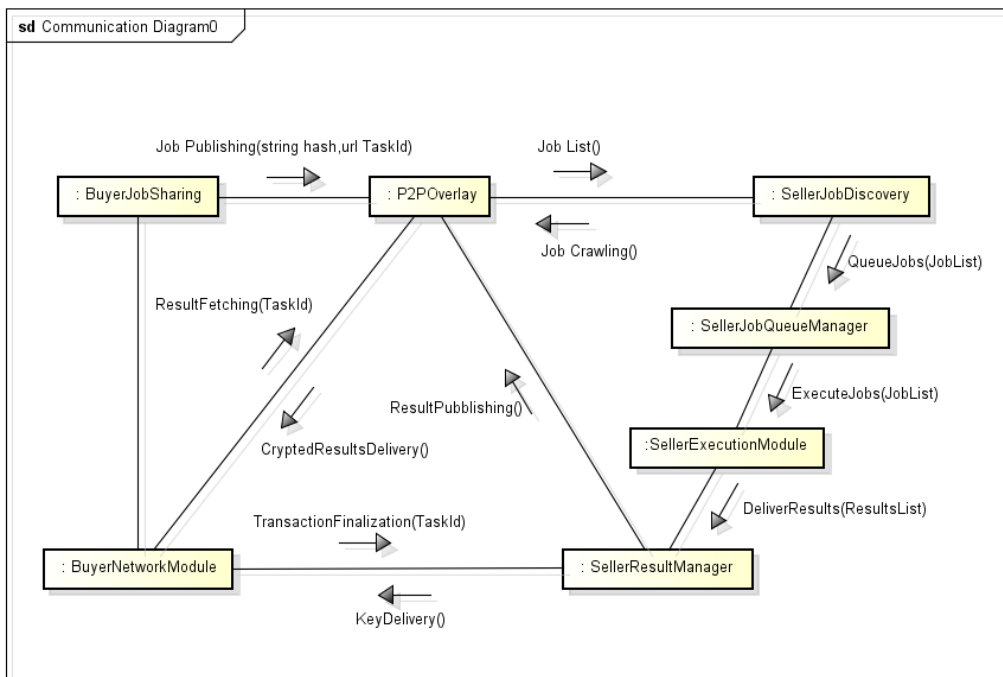 sd Communication Diagram0
Job Publishing(string hash,url TaskId)
Job List()
: BuyerJobSharing
: P2POverlay
: SellerJobDiscovery
Job Crawling()
QueueJobs(JobList)
ResultFetching(TaskId)
: SellerJobQueueManager
ExecuteJobs(JobList)
ResultPubblishing()
CryptedResultsDelivery()
:SellerExecutionModule
DeliverResults(ResultsList)
TransactionFinalization(TaskId)
: BuyerNetworkModule
: SellerResultManager
KeyDelivery()